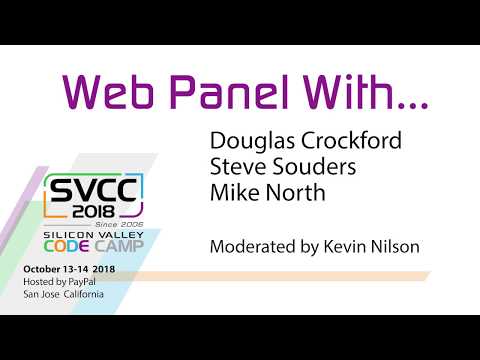 Web Panel With...
Douglas Crockford
Steve Souders
Mike North
Moderated by Kevin Nilson
SVCC
2018
Since 2006
SILICON VALLEY
CODE CAMP
October 13-14 2018
Hosted by PayPal
San Jose California